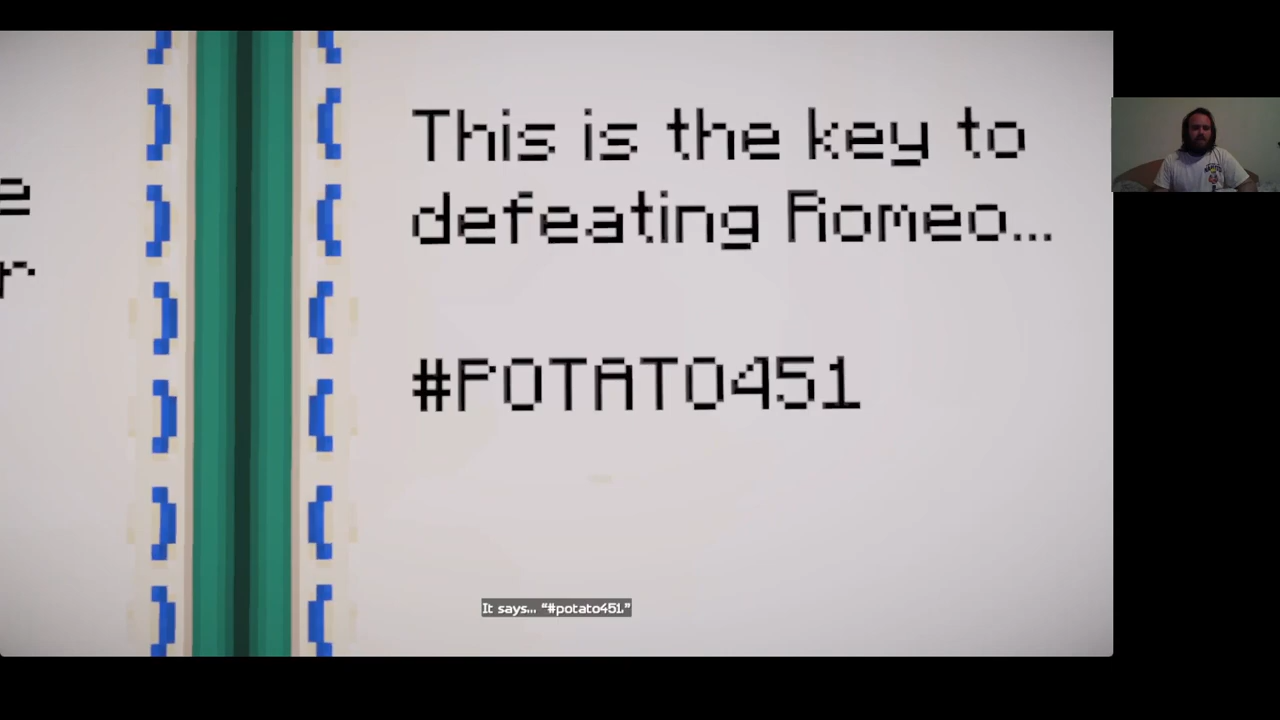 This is the key to
defeating Romeo...
#POTATO451
It says... "#potato451."